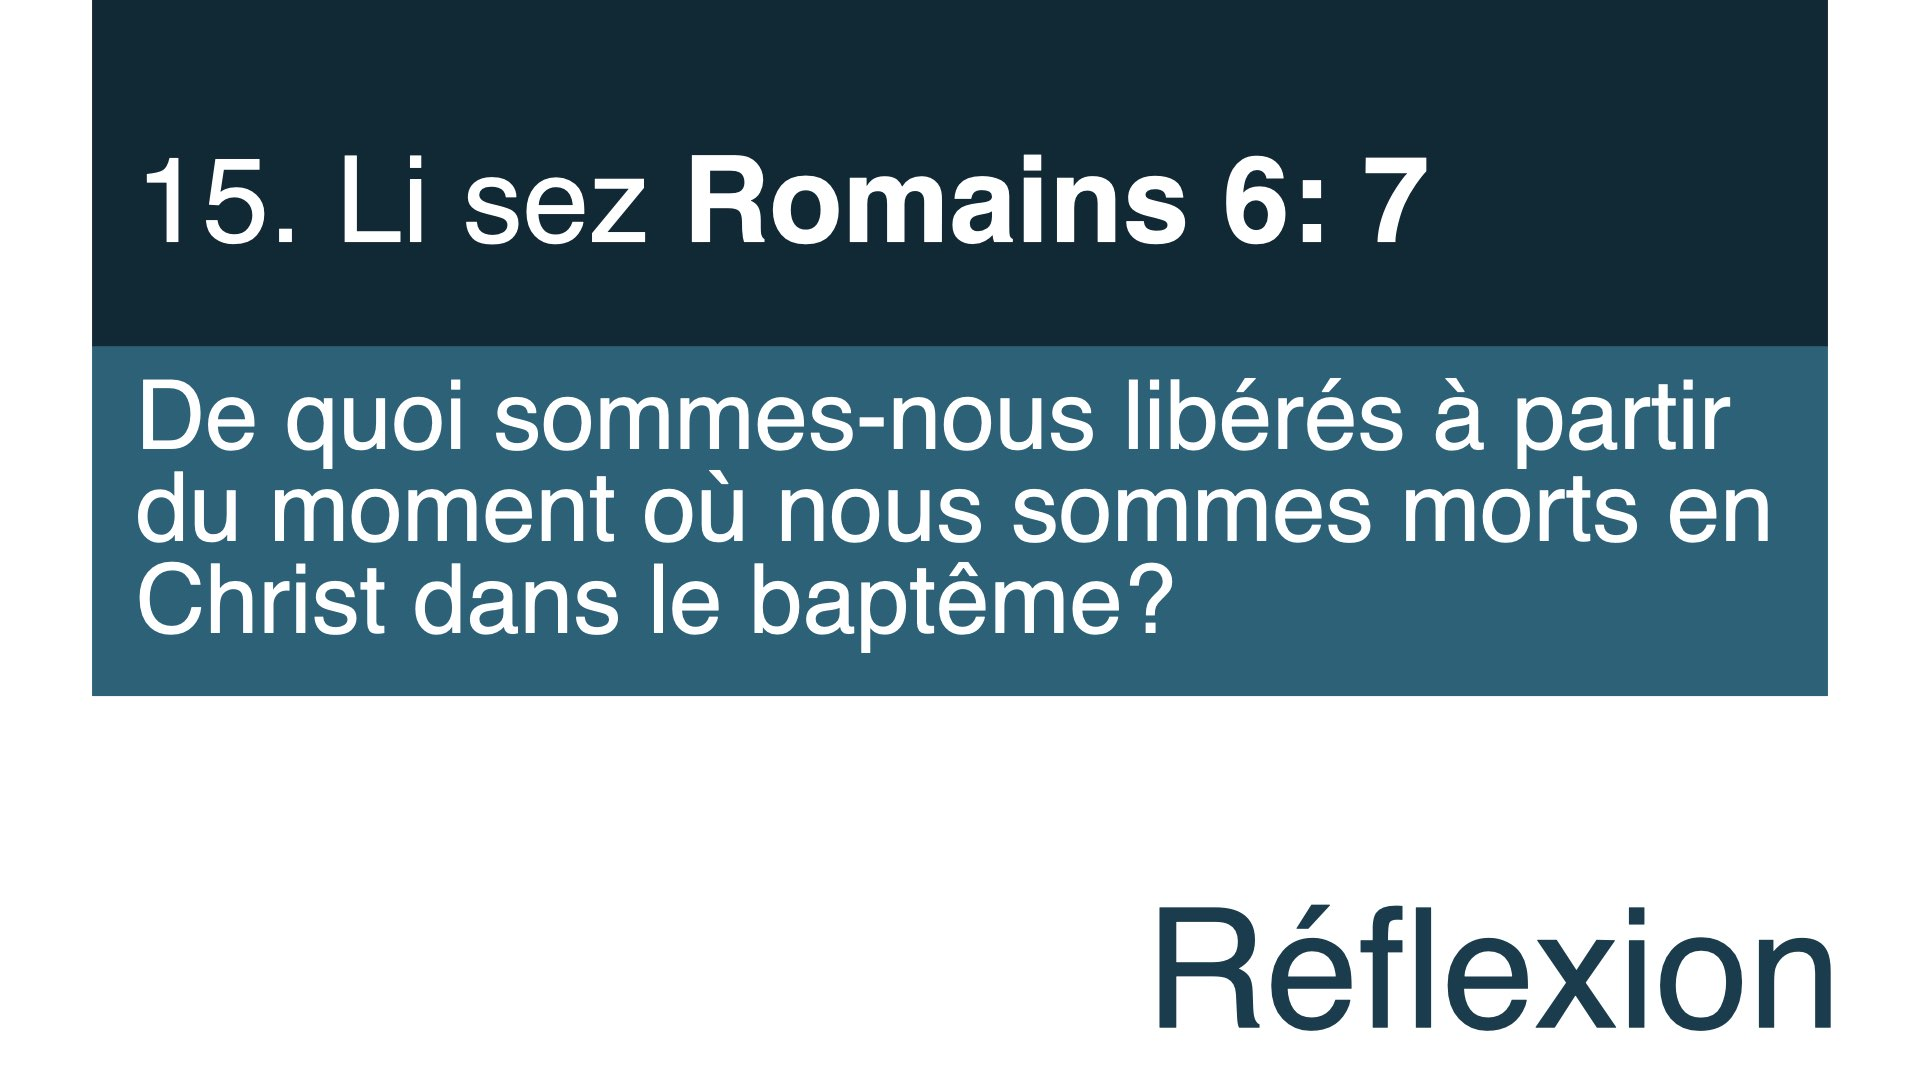 15. Li sez Romains 6: 7
De quoi sommes-nous libérés à partir
du moment où nous sommes morts en
Christ dans le baptême?
Réflexion